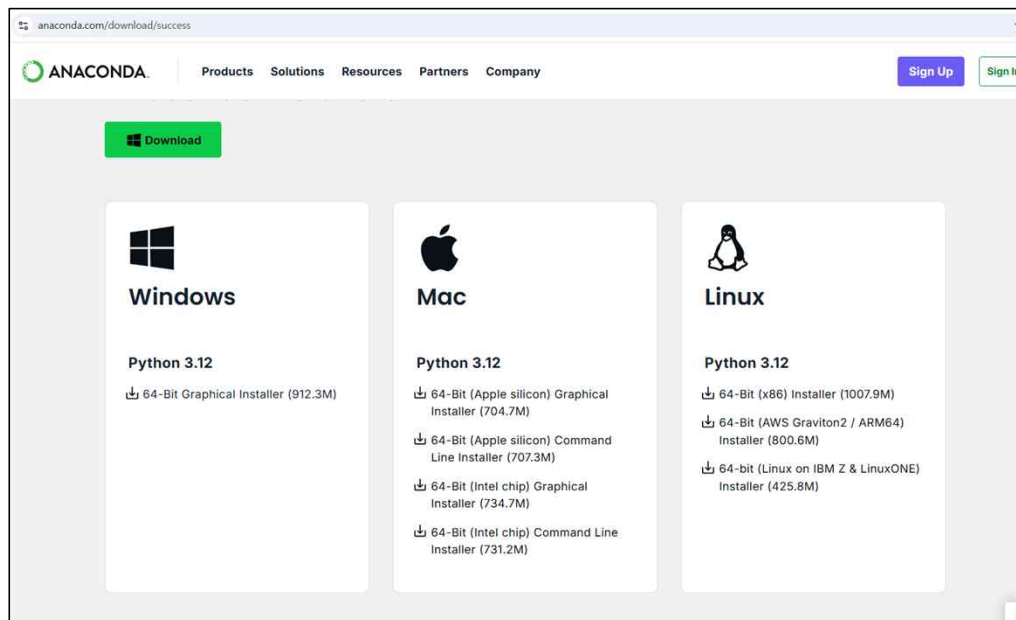 anaconda.com/download/success
ANACONDA.
Products Solutions Resources Partners Company
Sign Up
Sign
Download
Windows
Python 3.12
64-Bit Graphical Installer (912.3M)
Mac
Python 3.12
64-Bit (Apple silicon) Graphical
Installer (704.7M)
64-Bit (Apple silicon) Command
Line Installer (707.3M)
64-Bit (Intel chip) Graphical
Installer (734.7M)
64-Bit (Intel chip) Command Line
Installer (731.2M)
Linux
Python 3.12
64-Bit (x86) Installer (1007.9M)
64-Bit (AWS Graviton2 / ARM64)
Installer (800.6M)
64-bit (Linux on IBM Z & LinuxONE)
Installer (425.8M)